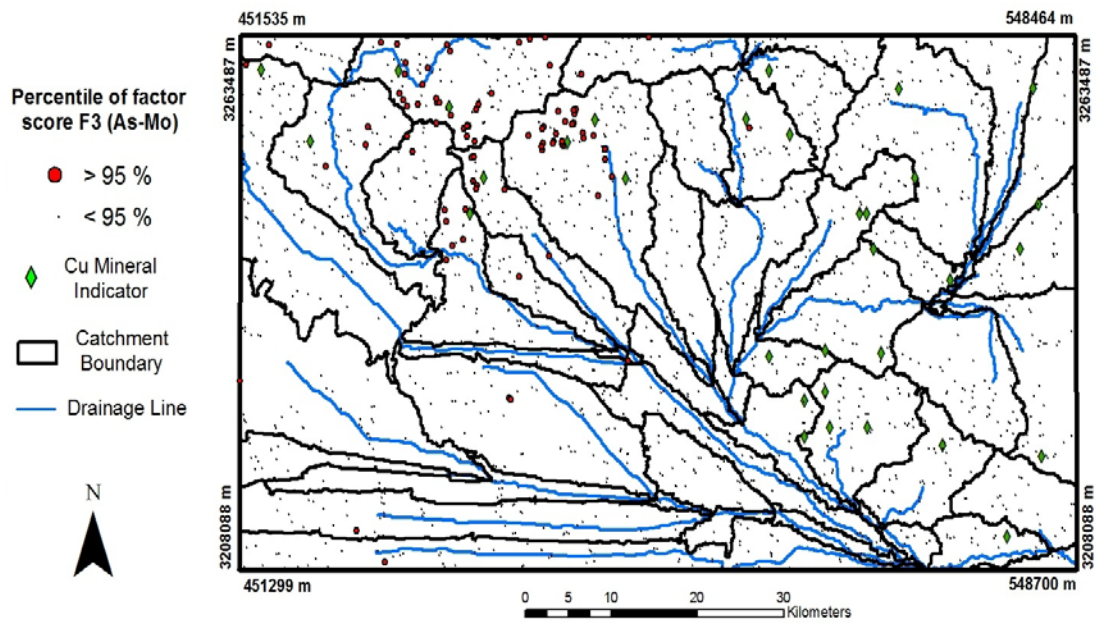 451535 m
548464 m
3263487 m
3263487 m
Percentile of factor
score F3 (As-Mo)
> 95 %
< 95 %
Cu Mineral
Indicator
Catchment
Boundary
Drainage Line
N
3208088 m
3208088 m
451299 m
548700 m
0 5 10 20 30
Kilometers